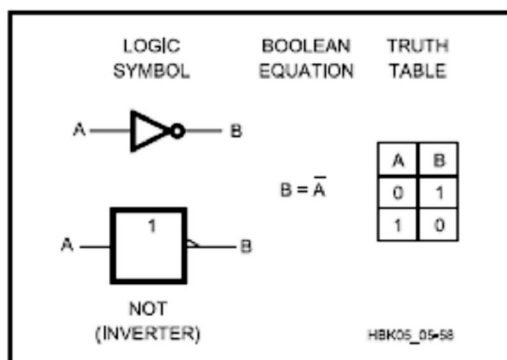 LOGIC SYMBOL
BOOLEAN EQUATION
TRUTH TABLE
A B
B = A̅
A B
0 1
1 0
1
A B
NOT
(INVERTER)
HBK05_05-58